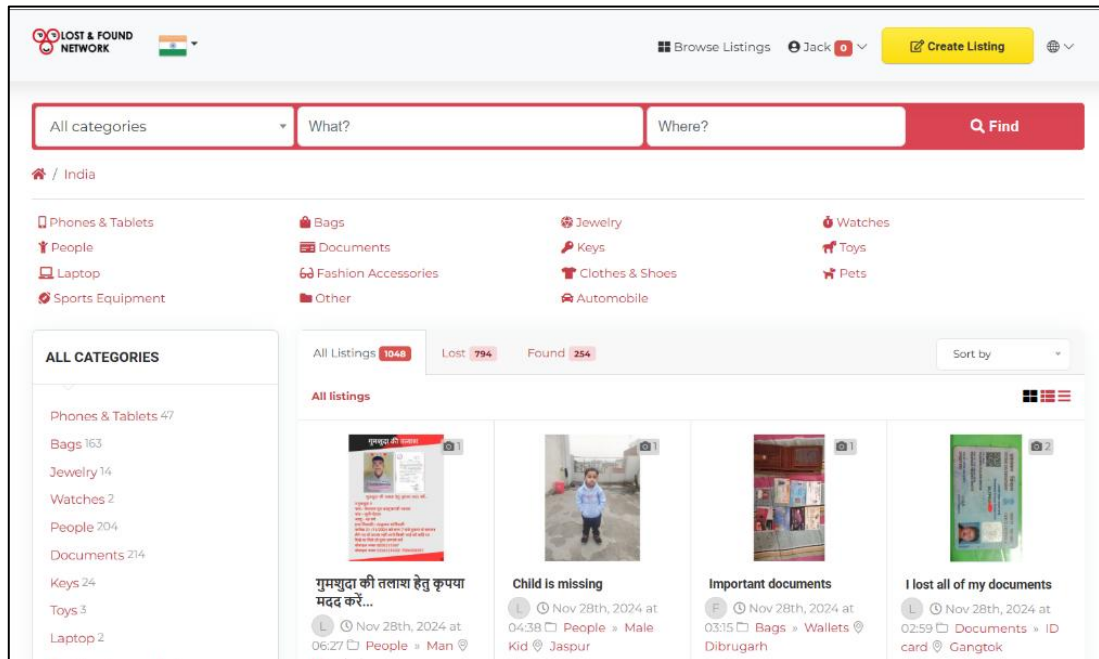 LOST & FOUND
NETWORK
Browse Listings Jack 0 Create Listing
All categories What? Where? Find
/ India
Phones & Tablets Bags Jewelry Watches
People Documents Keys Toys
Laptop Fashion Accessories Clothes & Shoes Pets
Sports Equipment Other Automobile
ALL CATEGORIES
Phones & Tablets 47
Bags 163
Jewelry 14
Watches 2
People 204
Documents 214
Keys 24
Toys 3
Laptop 2
All Listings 1048 Lost 794 Found 254 Sort by
All listings
गुमशुदा की तलाश
1
गुमशुदा की तलाश हेतु कृपया
मदद करें...
L Nov 28th, 2024 at
06:27 People » Man
1
Child is missing
L Nov 28th, 2024 at
04:38 People » Male
Kid Jaspur
1
Important documents
F Nov 28th, 2024 at
03:15 Bags » Wallets
Dibrugarh
2
I lost all of my documents
L Nov 28th, 2024 at
02:59 Documents » ID
card Gangtok